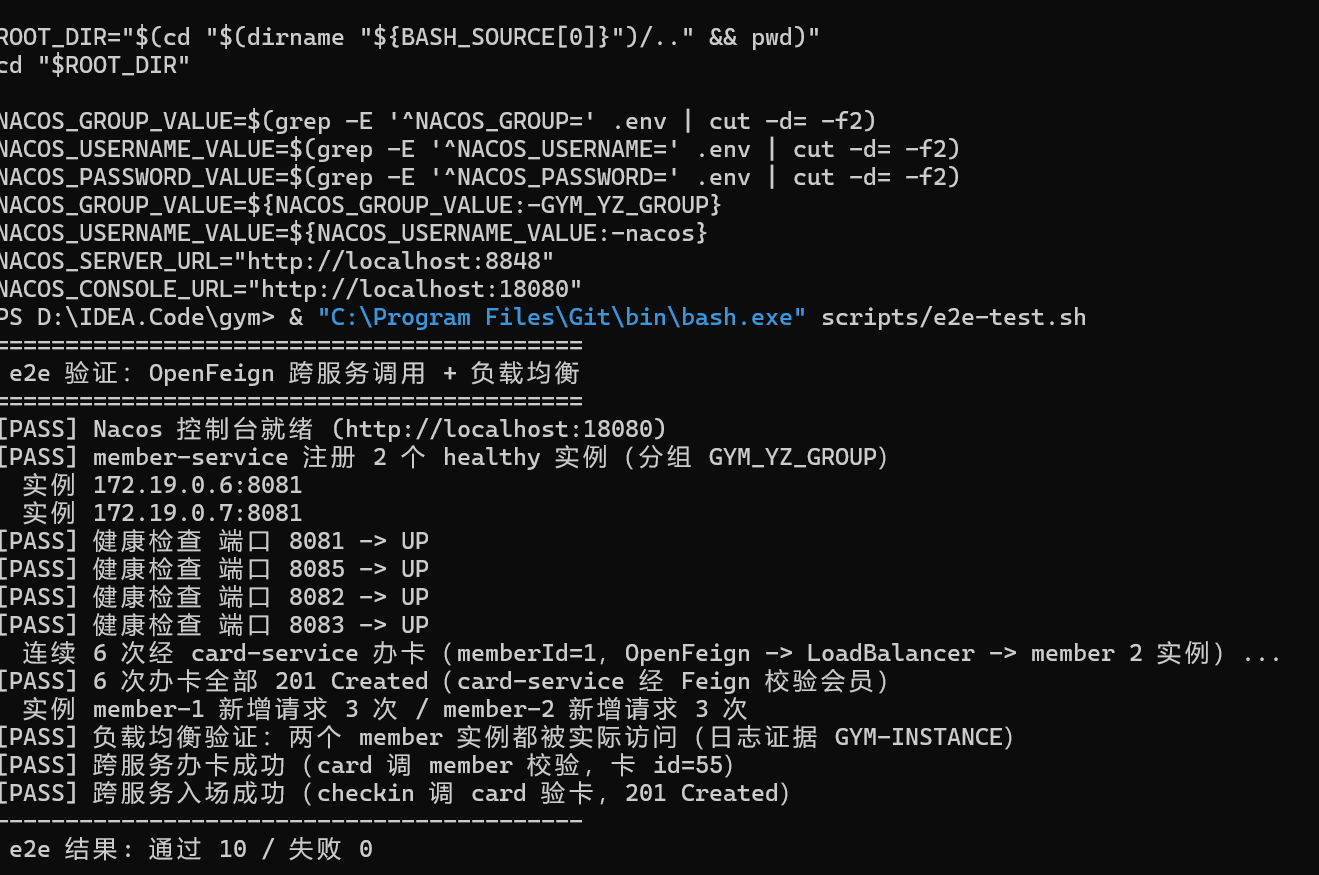 ROOT_DIR="$(cd "$(dirname "${BASH_SOURCE[0]}")/.." && pwd)"
cd "$ROOT_DIR"
NACOS_GROUP_VALUE=$(grep -E '^NACOS_GROUP=' .env | cut -d= -f2)
NACOS_USERNAME_VALUE=$(grep -E '^NACOS_USERNAME=' .env | cut -d= -f2)
NACOS_PASSWORD_VALUE=$(grep -E '^NACOS_PASSWORD=' .env | cut -d= -f2)
NACOS_GROUP_VALUE=${NACOS_GROUP_VALUE:-GYM_YZ_GROUP}
NACOS_USERNAME_VALUE=${NACOS_USERNAME_VALUE:-nacos}
NACOS_SERVER_URL="http://localhost:8848"
NACOS_CONSOLE_URL="http://localhost:18080"
PS D:\IDEA.Code\gym> & "C:\Program Files\Git\bin\bash.exe" scripts/e2e-test.sh
==========================================
e2e 验证: OpenFeign 跨服务调用 + 负载均衡
==========================================
[PASS] Nacos 控制台就绪 (http://localhost:18080)
[PASS] member-service 注册 2 个 healthy 实例 (分组 GYM_YZ_GROUP)
实例 172.19.0.6:8081
实例 172.19.0.7:8081
[PASS] 健康检查 端口 8081 -> UP
[PASS] 健康检查 端口 8085 -> UP
[PASS] 健康检查 端口 8082 -> UP
[PASS] 健康检查 端口 8083 -> UP
连续 6 次经 card-service 办卡 (memberId=1, OpenFeign -> LoadBalancer -> member 2 实例) ...
[PASS] 6 次办卡全部 201 Created (card-service 经 Feign 校验会员)
实例 member-1 新增请求 3 次 / member-2 新增请求 3 次
[PASS] 负载均衡验证: 两个 member 实例都被实际访问 (日志证据 GYM-INSTANCE)
[PASS] 跨服务办卡成功 (card 调 member 校验, 卡 id=55)
[PASS] 跨服务入场成功 (checkin 调 card 验卡, 201 Created)
------------------------------------------
e2e 结果: 通过 10 / 失败 0